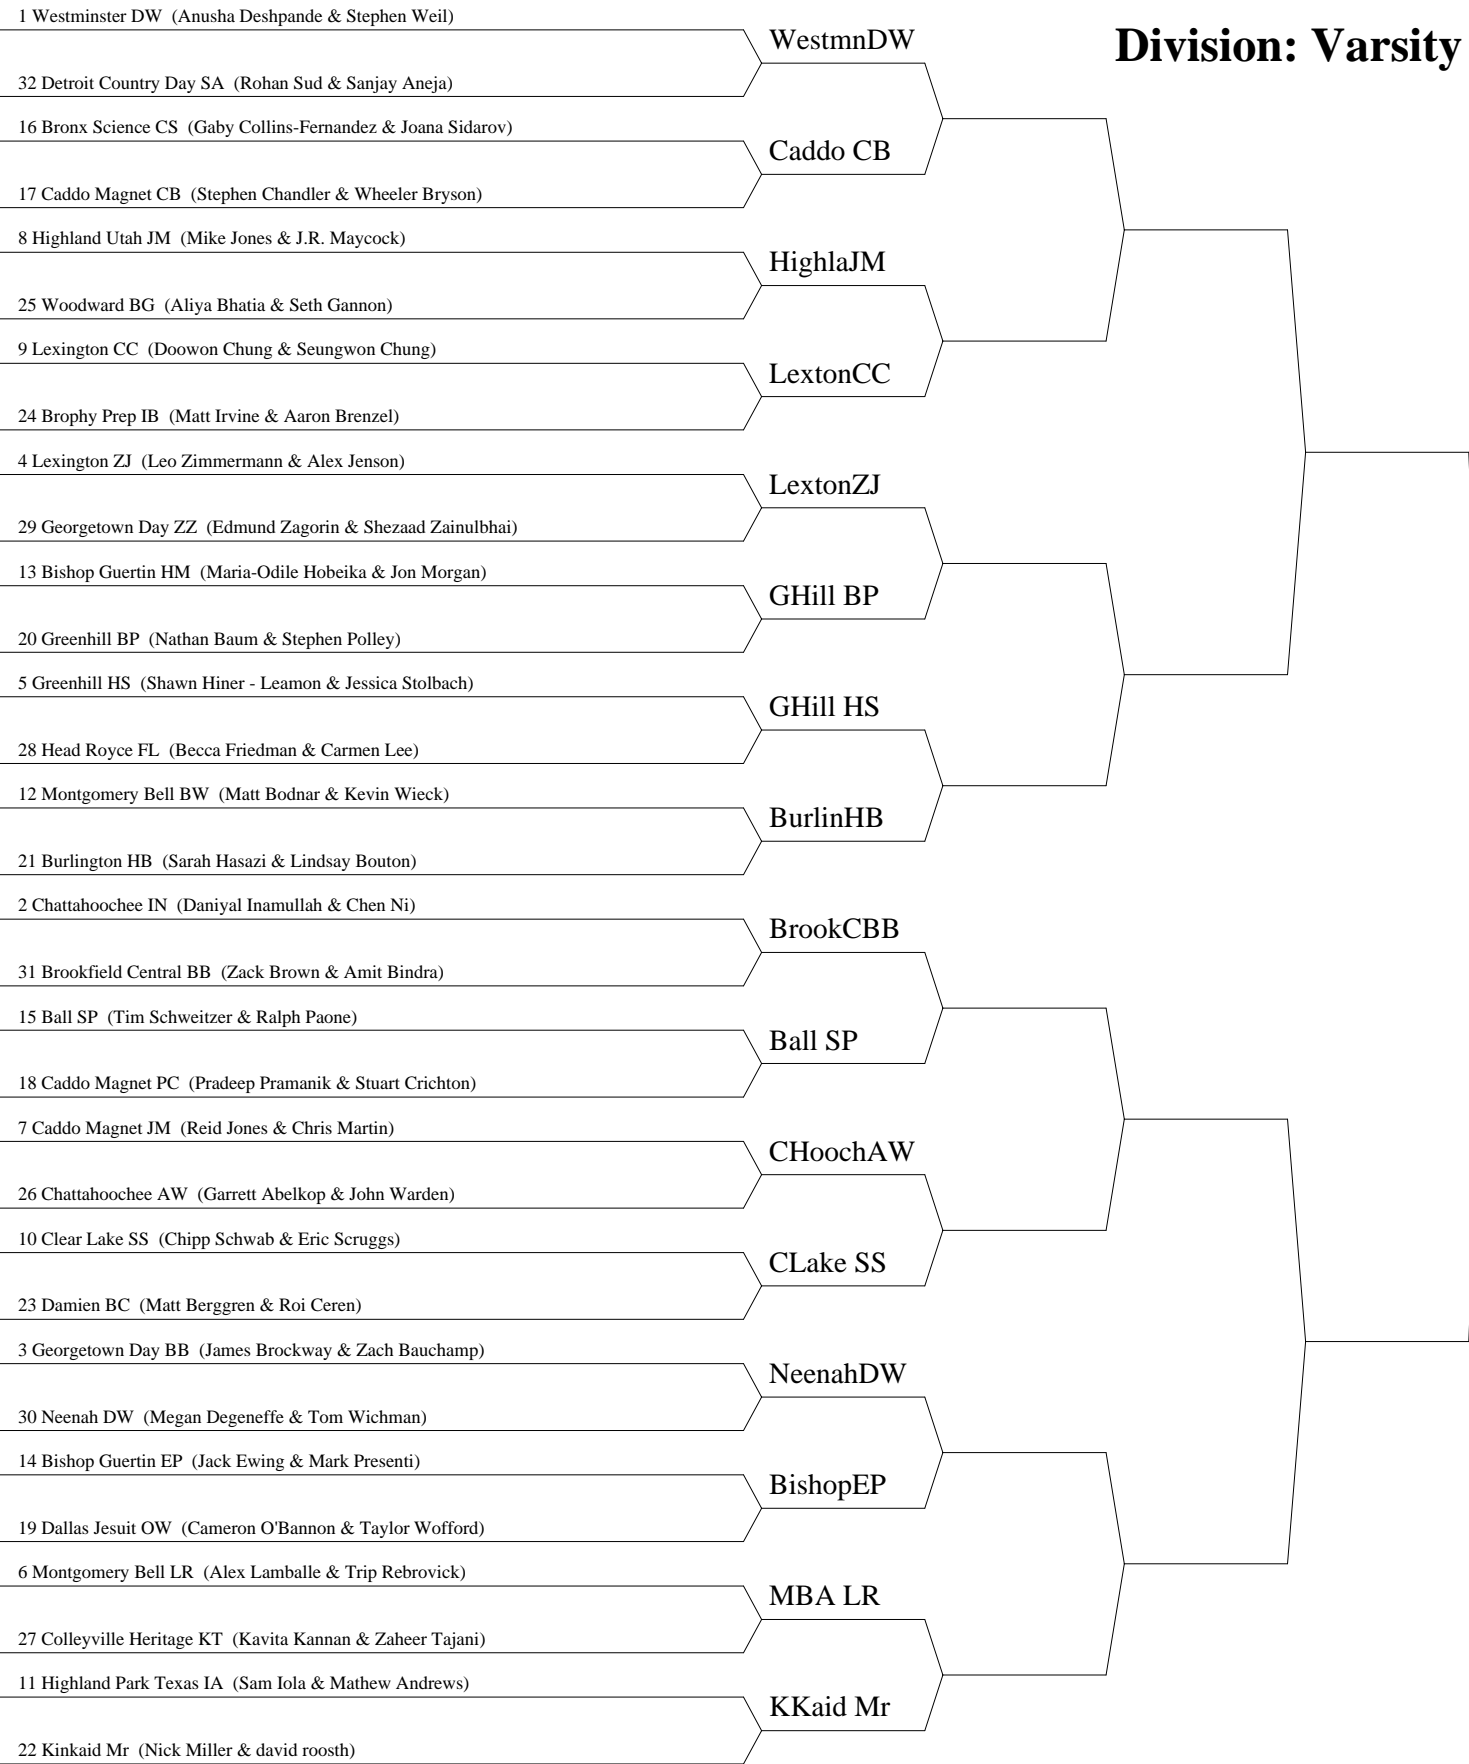 Division: Varsity
1 Westminster DW (Anusha Deshpande & Stephen Weil)
WestmnDW
32 Detroit Country Day SA (Rohan Sud & Sanjay Aneja)
16 Bronx Science CS (Gaby Collins-Fernandez & Joana Sidarov)
Caddo CB
17 Caddo Magnet CB (Stephen Chandler & Wheeler Bryson)
8 Highland Utah JM (Mike Jones & J.R. Maycock)
HighlaJM
25 Woodward BG (Aliya Bhatia & Seth Gannon)
9 Lexington CC (Doowon Chung & Seungwon Chung)
LextonCC
24 Brophy Prep IB (Matt Irvine & Aaron Brenzel)
4 Lexington ZJ (Leo Zimmermann & Alex Jenson)
LextonZJ
29 Georgetown Day ZZ (Edmund Zagorin & Shezaad Zainulbhai)
13 Bishop Guertin HM (Maria-Odile Hobeika & Jon Morgan)
GHill BP
20 Greenhill BP (Nathan Baum & Stephen Polley)
5 Greenhill HS (Shawn Hiner - Leamon & Jessica Stolbach)
GHill HS
28 Head Royce FL (Becca Friedman & Carmen Lee)
12 Montgomery Bell BW (Matt Bodnar & Kevin Wieck)
BurlinHB
21 Burlington HB (Sarah Hasazi & Lindsay Bouton)
2 Chattahoochee IN (Daniyal Inamullah & Chen Ni)
BrookCBB
31 Brookfield Central BB (Zack Brown & Amit Bindra)
15 Ball SP (Tim Schweitzer & Ralph Paone)
Ball SP
18 Caddo Magnet PC (Pradeep Pramanik & Stuart Crichton)
7 Caddo Magnet JM (Reid Jones & Chris Martin)
CHoochAW
26 Chattahoochee AW (Garrett Abelkop & John Warden)
10 Clear Lake SS (Chipp Schwab & Eric Scruggs)
CLake SS
23 Damien BC (Matt Berggren & Roi Ceren)
3 Georgetown Day BB (James Brockway & Zach Bauchamp)
NeenahDW
30 Neenah DW (Megan Degeneffe & Tom Wichman)
14 Bishop Guertin EP (Jack Ewing & Mark Presenti)
BishopEP
19 Dallas Jesuit OW (Cameron O'Bannon & Taylor Wofford)
6 Montgomery Bell LR (Alex Lamballe & Trip Rebrovick)
MBA LR
27 Colleyville Heritage KT (Kavita Kannan & Zaheer Tajani)
11 Highland Park Texas IA (Sam Iola & Mathew Andrews)
KKaid Mr
22 Kinkaid Mr (Nick Miller & david roosth)